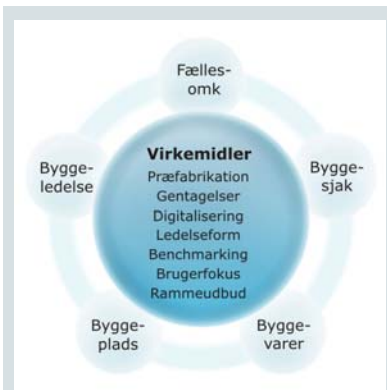 Fælles-
omk
Virkemidler
Præfabrikation
Gentagelser
Digitalisering
Ledelseform
Benchmarking
Brugerfokus
Rammeudbud
Bygge-
ledelse
Bygge-
sjak
Bygge-
plads
Bygge-
varer